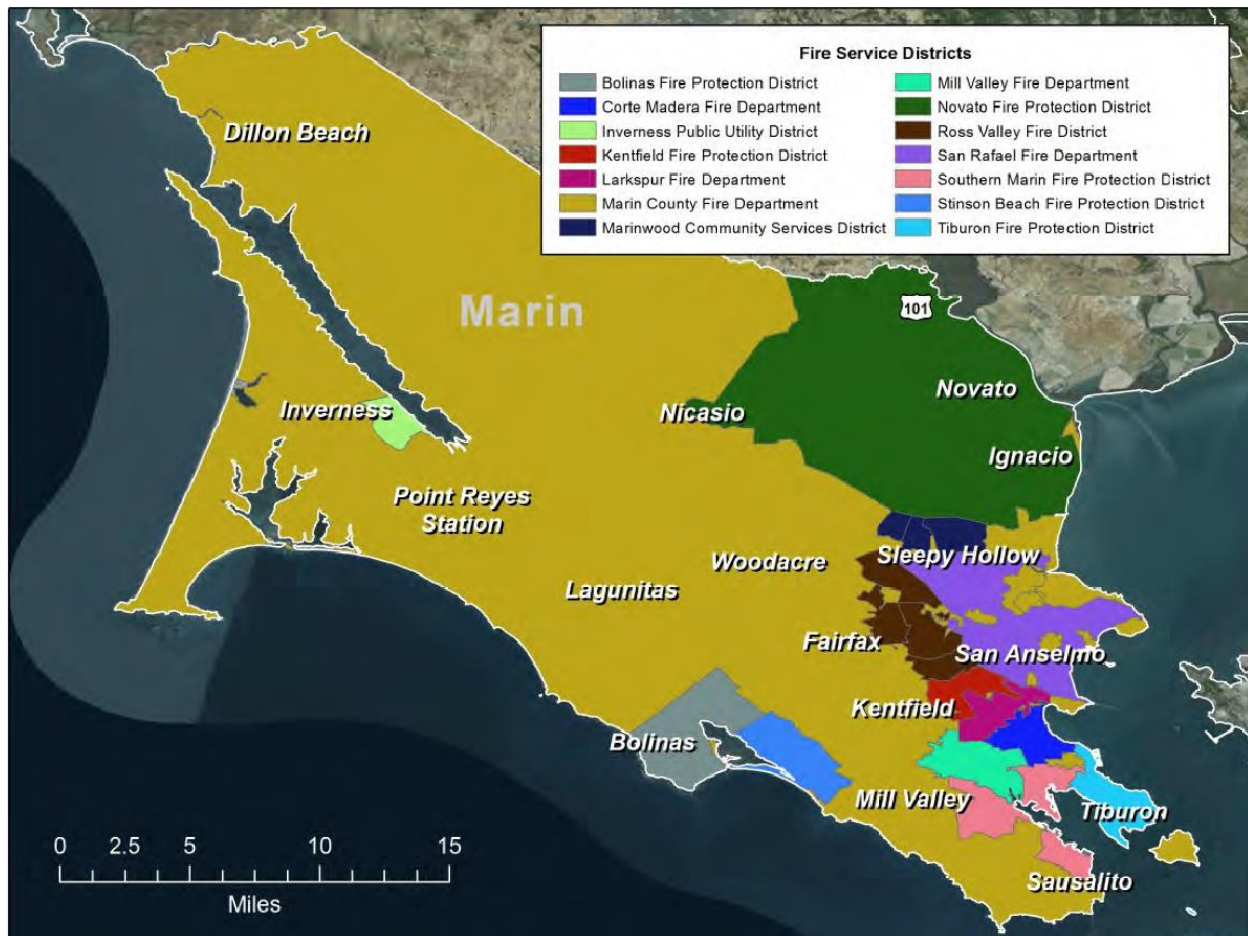 Fire Service Districts
Bolinas Fire Protection District
Corte Madera Fire Department
Inverness Public Utility District
Kentfield Fire Protection District
Larkspur Fire Department
Marin County Fire Department
Marinwood Community Services District
Mill Valley Fire Department
Novato Fire Protection District
Ross Valley Fire District
San Rafael Fire Department
Southern Marin Fire Protection District
Stinson Beach Fire Protection District
Tiburon Fire Protection District
Dillon Beach
Marin
101
Novato
Inverness
Nicasio
Ignacio
Point Reyes
Station
Woodacre
Sleepy Hollow
Lagunitas
Fairfax
San Anselmo
Kentfield
Bolinas
Mill Valley
Tiburon
Sausalito
0 2.5 5 10 15
Miles